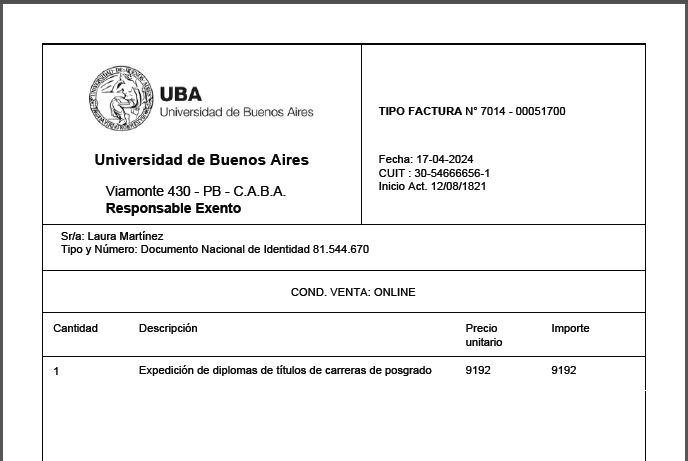 UBA
Universidad de Buenos Aires
Universidad de Buenos Aires
Viamonte 430 - PB - C.A.B.A.
Responsable Exento
TIPO FACTURA N° 7014 - 00051700
Fecha: 17-04-2024
CUIT : 30-54666656-1
Inicio Act. 12/08/1821
Sr/a: Laura Martínez
Tipo y Número: Documento Nacional de Identidad 81.544.670
COND. VENTA: ONLINE
Cantidad Descripción Precio unitario Importe
1 Expedición de diplomas de títulos de carreras de posgrado 9192 9192